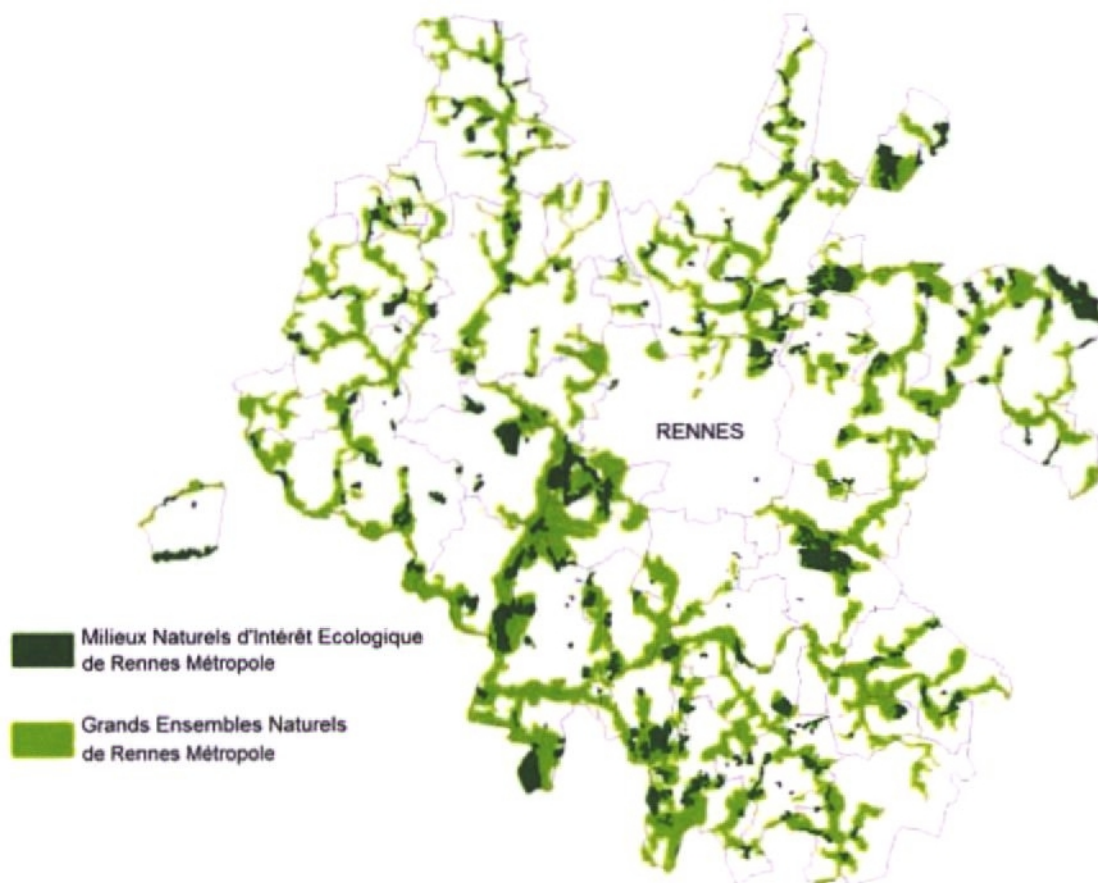 RENNES
Milieux Naturels d'Intérêt Ecologique
de Rennes Métropole
Grands Ensembles Naturels
de Rennes Métropole